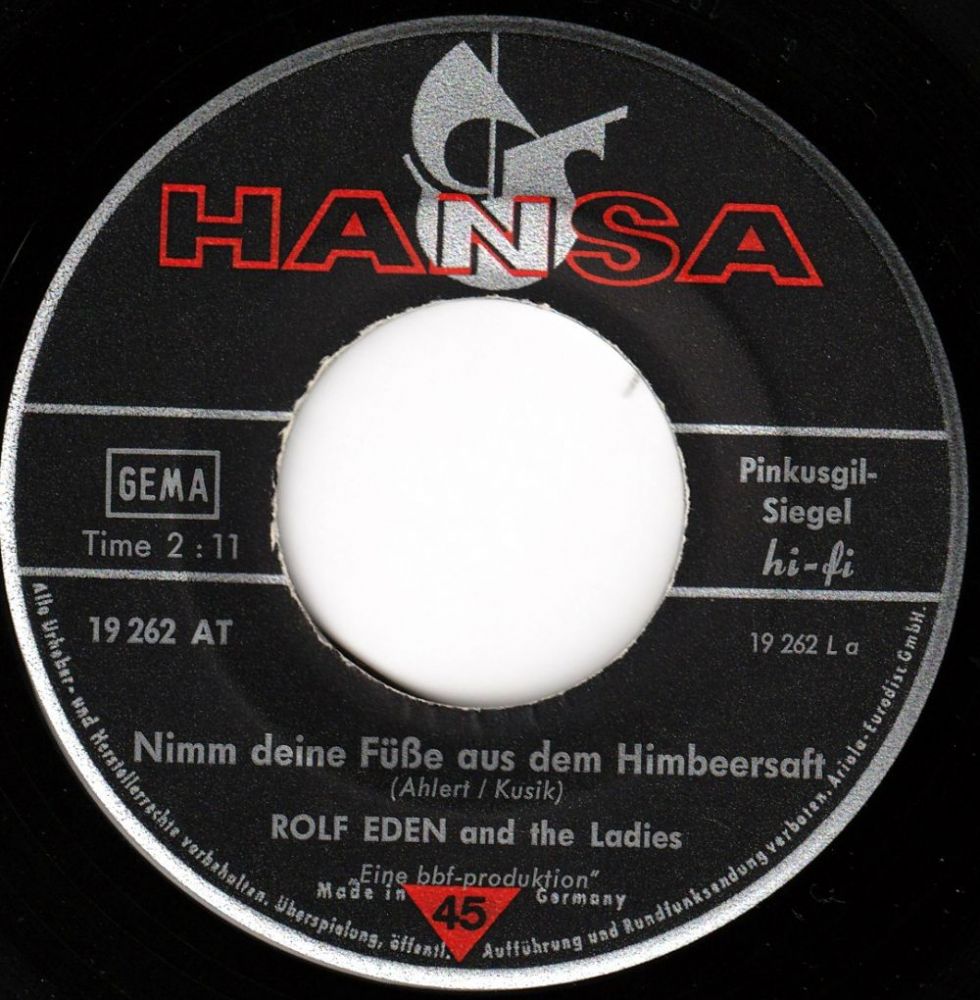 HANSA
GEMA
Time 2 : 11
Pinkusgil-
Siegel
hi-fi
19 262 AT
19 262 L a
Nimm deine Füße aus dem Himbeersaft
(Ahlert / Kusik)
ROLF EDEN and the Ladies
„Eine bbf-produktion"
Made in Germany
45
Alle Urheber- und Herstellerrechte vorbehalten. Überspielung, öffentl. Aufführung und Rundfunksendung verboten. Ariola-Eurodisc GmbH.